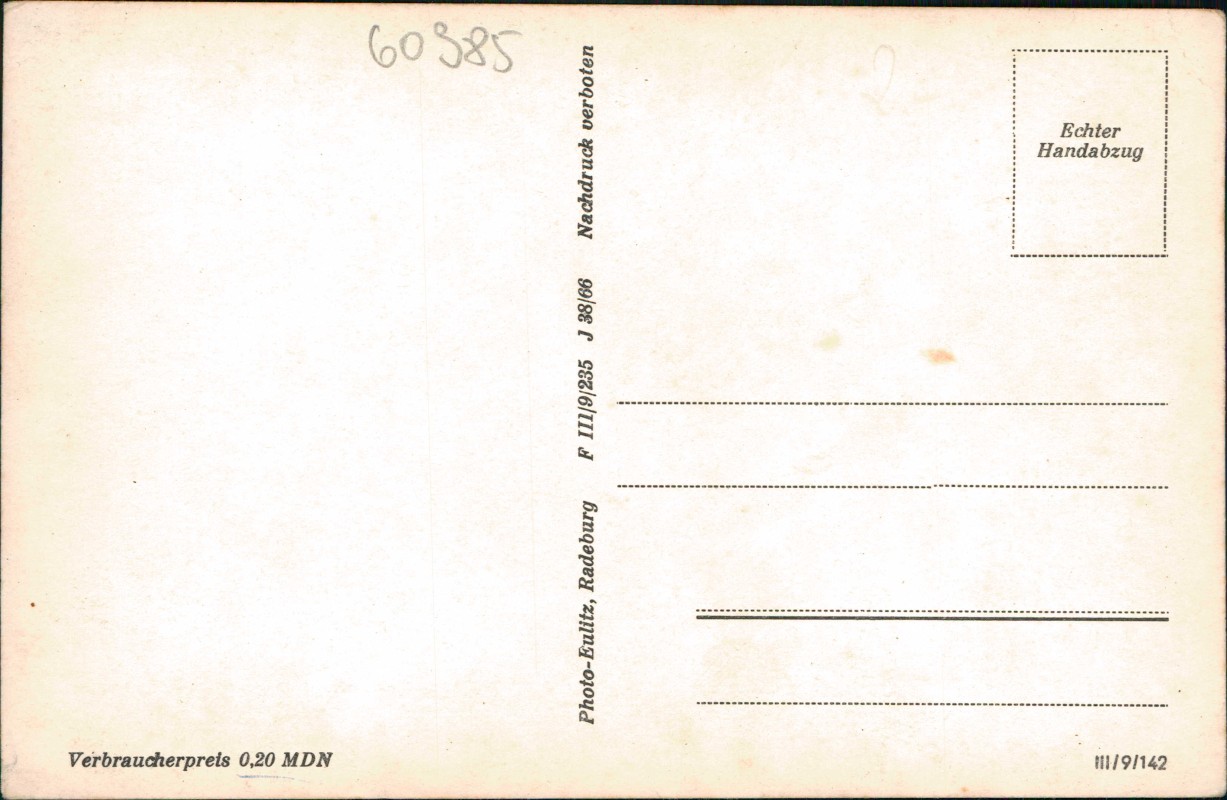 60985
Echter
Handabzug
Photo-Eulitz, Radeburg F III/9/235 J 38/66 Nachdruck verboten
Verbraucherpreis 0,20 MDN
III/9/142